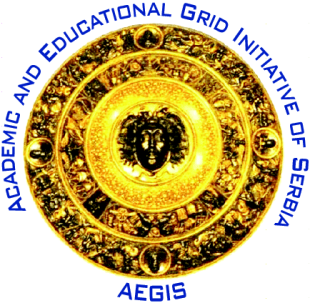 ACADEMIC AND EDUCATIONAL GRID INITIATIVE OF SERBIA
AEGIS